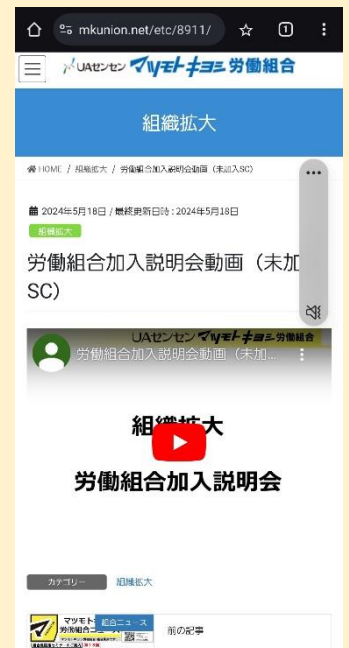 mkunion.net/etc/8911/
1
UAゼンセン マツモトキヨシ 労働組合
組織拡大
HOME / 組織拡大 / 労働組合加入説明会動画（未加入SC）
2024年5月18日 / 最終更新日時 : 2024年5月18日
組織拡大
労働組合加入説明会動画（未加
SC）
UAゼンセン マツモトキヨシ 労働組合
労働組合加入説明会動画（未加...
組織拡大
労働組合加入説明会
カテゴリー
組織拡大
組合ニュース
前の記事